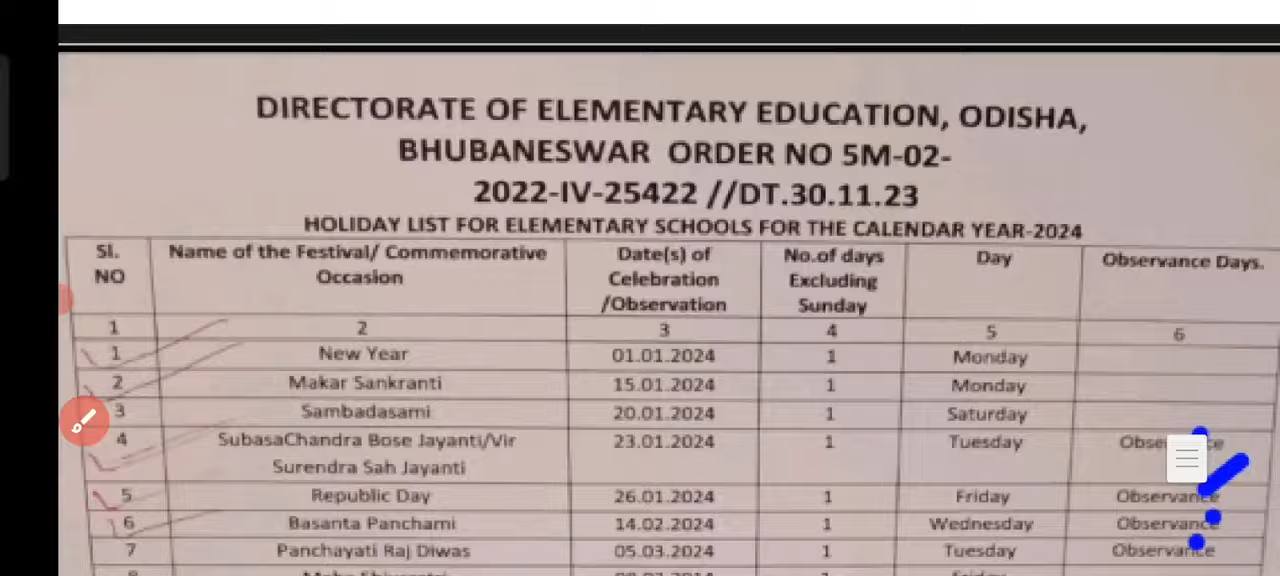 DIRECTORATE OF ELEMENTARY EDUCATION, ODISHA,
BHUBANESWAR ORDER NO 5M-02-
2022-IV-25422 //DT.30.11.23
HOLIDAY LIST FOR ELEMENTARY SCHOOLS FOR THE CALENDAR YEAR-2024
Sl. NO Name of the Festival/ Commemorative Occasion Date(s) of Celebration /Observation No.of days Excluding Sunday Day Observance Days.
1 2 3 4 5 6
1 New Year 01.01.2024 1 Monday
2 Makar Sankranti 15.01.2024 1 Monday
3 Sambadasami 20.01.2024 1 Saturday
4 SubasaChandra Bose Jayanti/Vir 23.01.2024 1 Tuesday
Surendra Sah Jayanti
5 Republic Day 26.01.2024 1 Friday Observance
6 Basanta Panchami 14.02.2024 1 Wednesday Observance
7 Panchayati Raj Diwas 05.03.2024 1 Tuesday Observance